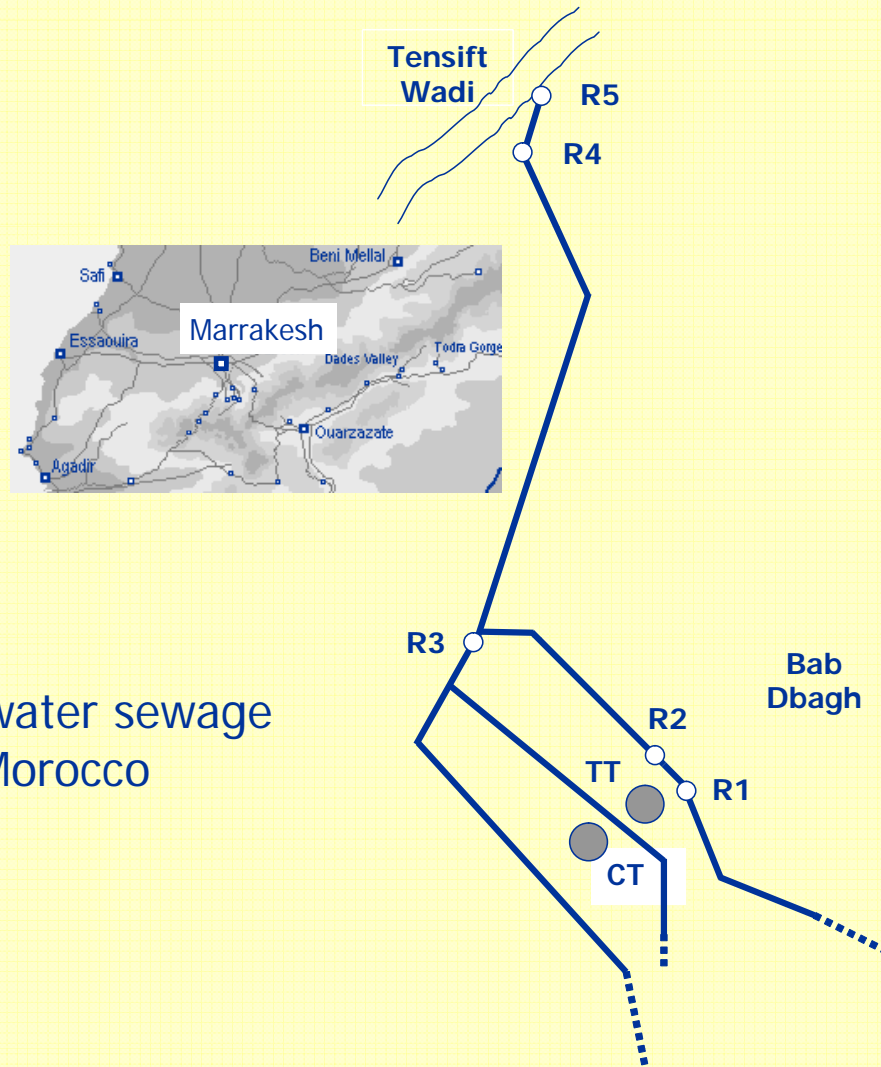 Tensift
Wadi
R5
R4
Beni Mellal
Safi
Marrakesh
Essaouira
Dades Valley
Todra Gorge
Ouarzazate
Agadir
R3
Bab
Dbagh
water sewage
Morocco
R2
TT
R1
CT